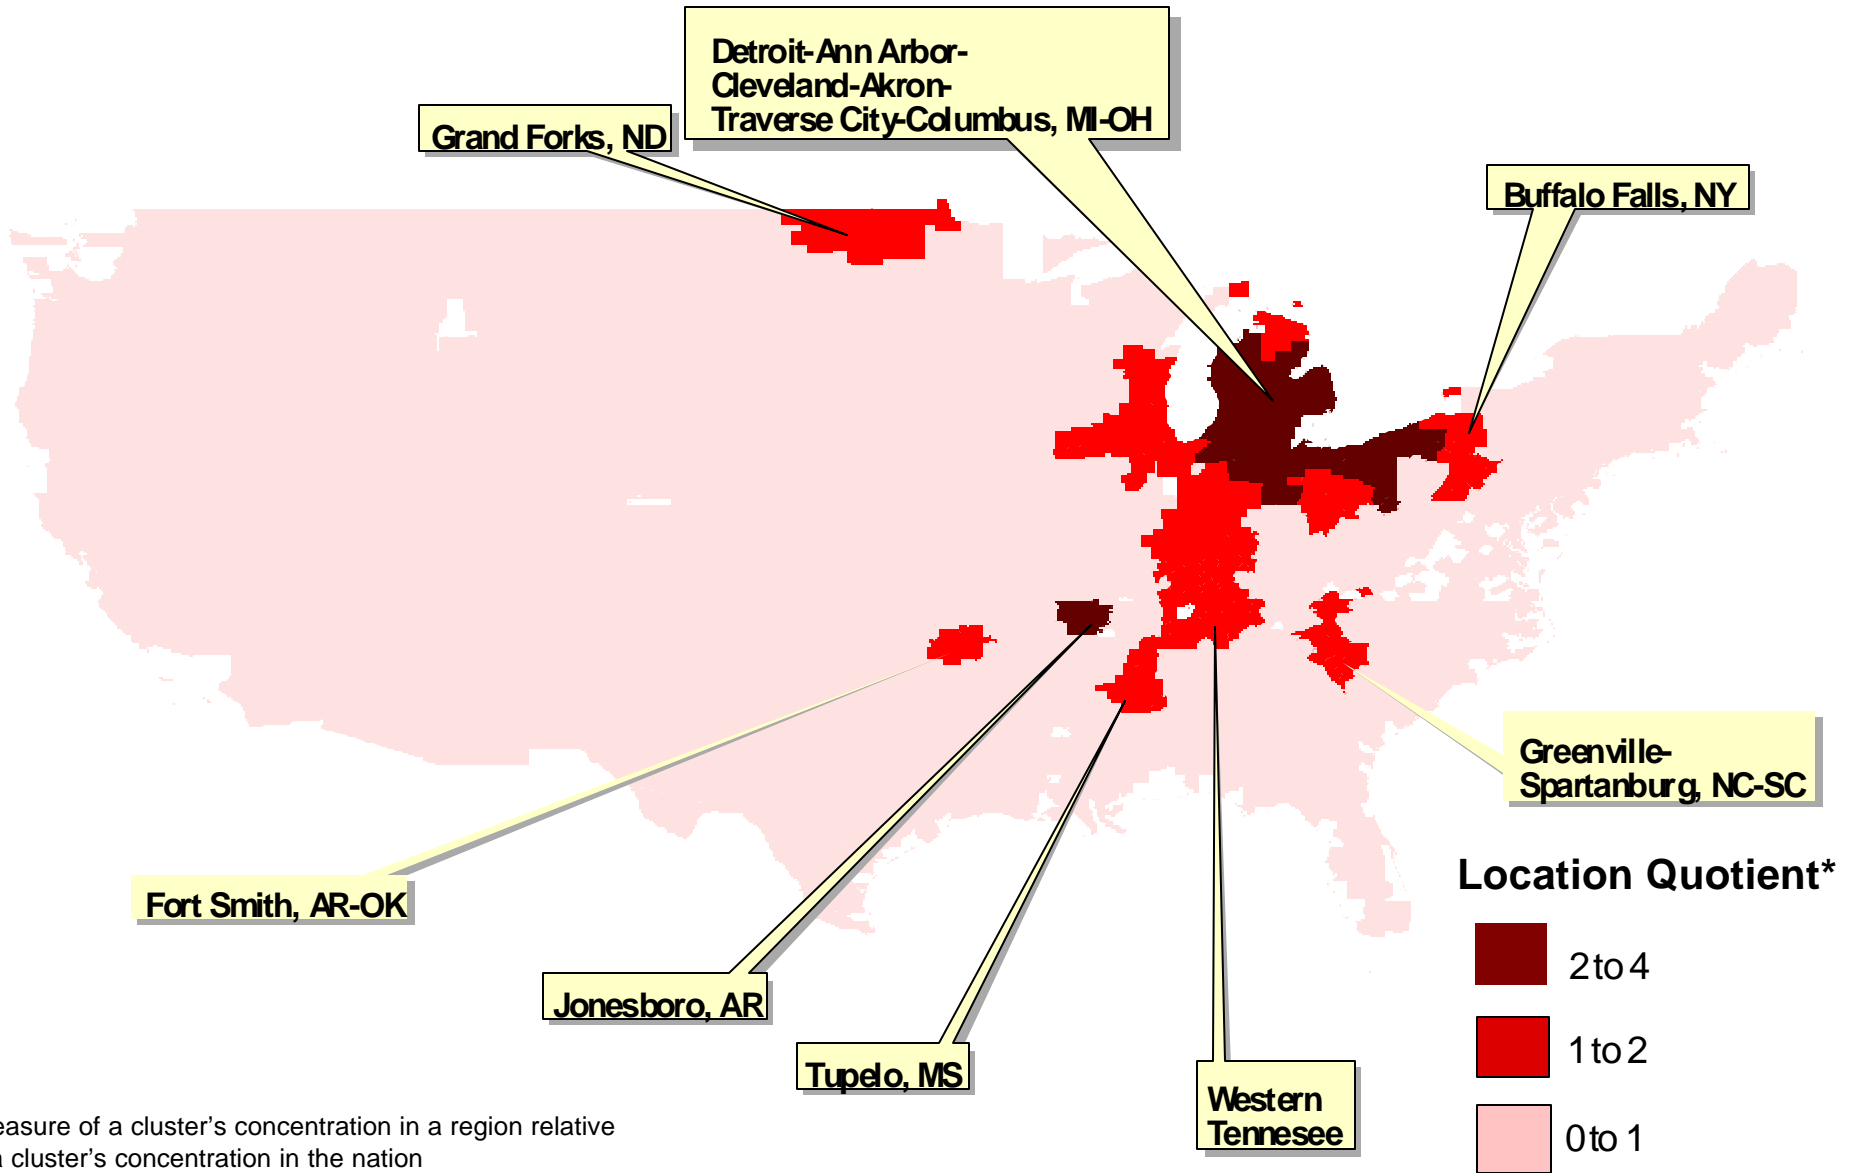 Detroit-Ann Arbor-
Cleveland-Akron-
Traverse City-Columbus, MI-OH
Grand Forks, ND
Buffalo Falls, NY
Greenville-
Spartanburg, NC-SC
Location Quotient*
2 to 4
1 to 2
0 to 1
Fort Smith, AR-OK
Jonesboro, AR
Tupelo, MS
Western
Tennesee
easure of a cluster's concentration in a region relative
a cluster's concentration in the nation